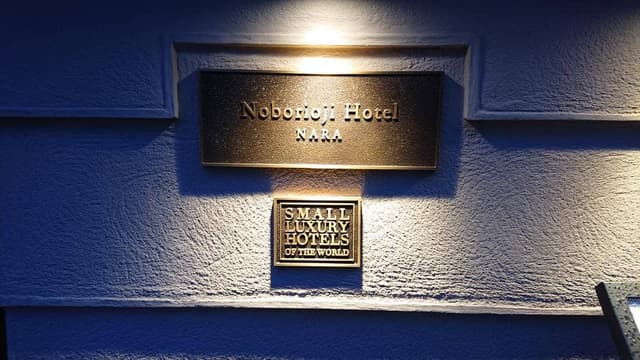 Noborioji Hotel
NARA
SMALL
LUXURY
HOTELS
OF THE WORLD